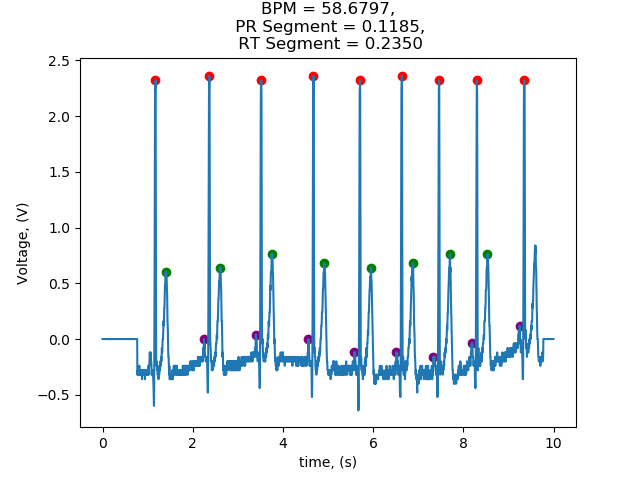 BPM = 58.6797,
PR Segment = 0.1185,
RT Segment = 0.2350
2.5
2.0
1.5
1.0
0.5
0.0
−0.5
Voltage, (V)
0 2 4 6 8 10
time, (s)